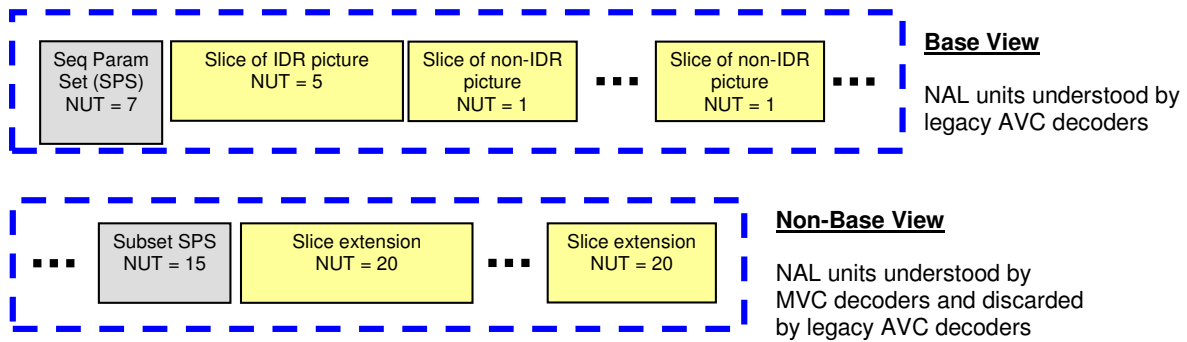 Seq Param
Set (SPS)
NUT = 7
Slice of IDR picture
NUT = 5
Slice of non-IDR
picture
NUT = 1
Slice of non-IDR
picture
NUT = 1
Base View
NAL units understood by
legacy AVC decoders
Subset SPS
NUT = 15
Slice extension
NUT = 20
Slice extension
NUT = 20
Non-Base View
NAL units understood by
MVC decoders and discarded
by legacy AVC decoders